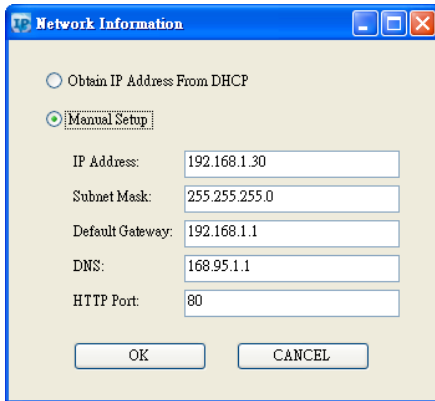 IP Network Information
Obtain IP Address From DHCP
Manual Setup
IP Address: 192.168.1.30
Subnet Mask: 255.255.255.0
Default Gateway: 192.168.1.1
DNS: 168.95.1.1
HTTP Port: 80
OK CANCEL